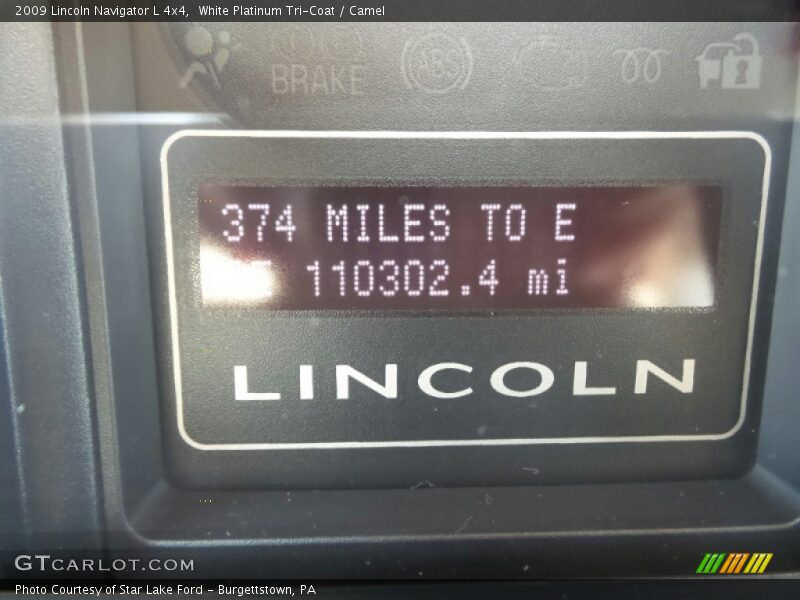 2009 Lincoln Navigator L 4x4,  White Platinum Tri-Coat / Camel
BRAKE
ABS
374 MILES TO E
110302.4 mi
LINCOLN
GTCARLOT.COM
Photo Courtesy of Star Lake Ford - Burgettstown, PA